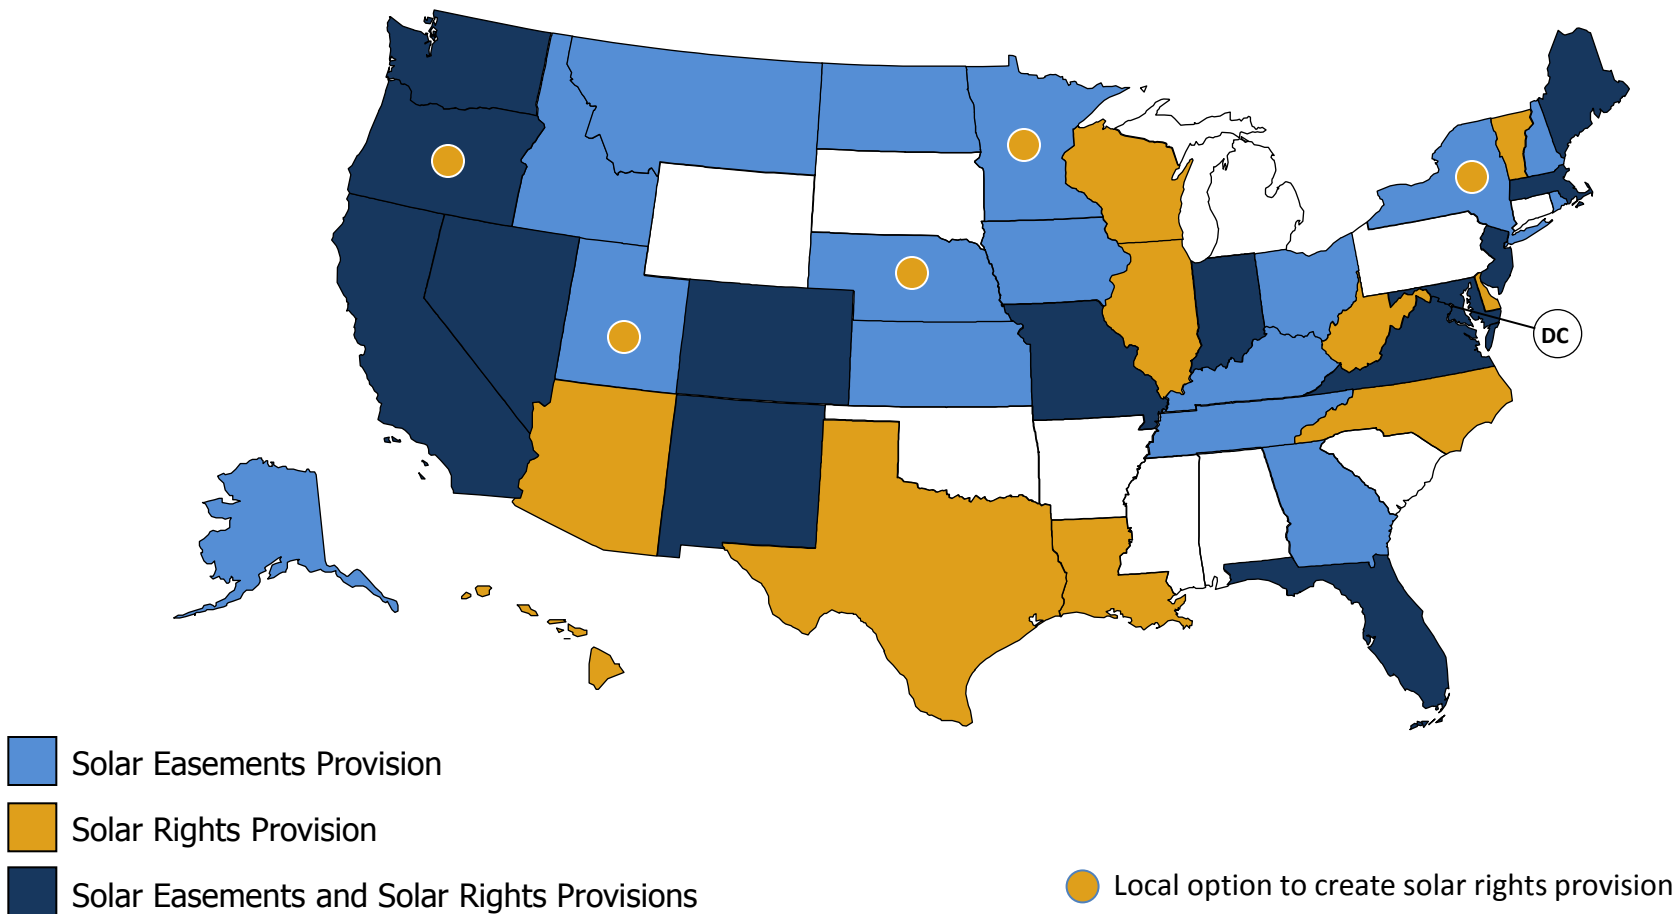 DC
Solar Easements Provision
Solar Rights Provision
Solar Easements and Solar Rights Provisions
Local option to create solar rights provision